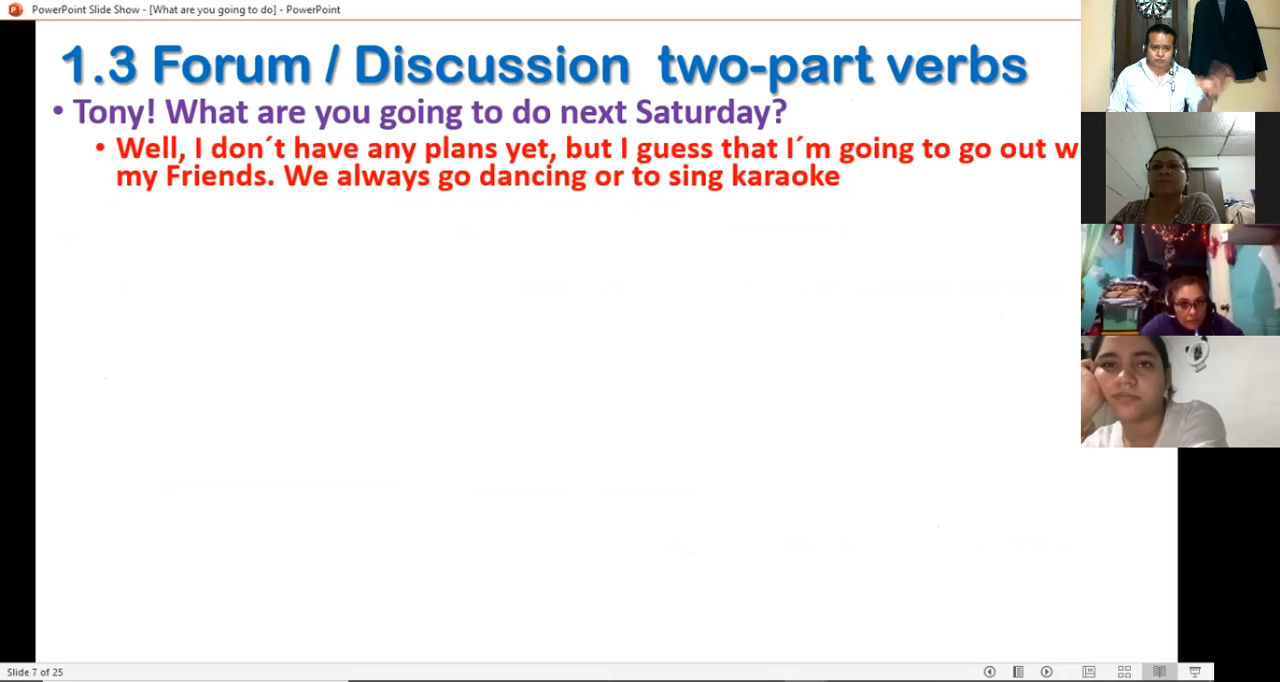 PowerPoint Slide Show - [What are you going to do] - PowerPoint
1.3 Forum / Discussion two-part verbs
• Tony! What are you going to do next Saturday?
• Well, I don´t have any plans yet, but I guess that I´m going to go out w
my Friends. We always go dancing or to sing karaoke
Slide 7 of 25